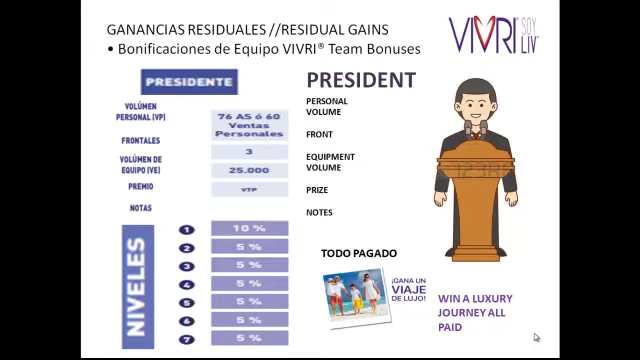 GANANCIAS RESIDUALES //RESIDUAL GAINS
• Bonificaciones de Equipo VIVRI® Team Bonuses
VIVRI® SOY LIV
PRESIDENTE
VOLÚMEN
PERSONAL (VP)
76 AS ó 60
Ventas
Personales
FRONTALES
3
VOLÚMEN DE
EQUIPO (VE)
25.000
PREMIO
VTP
NOTAS
NIVELES
1 10 %
2 5 %
3 5 %
4 5 %
5 5 %
6 5 %
7 5 %
PRESIDENT
PERSONAL
VOLUME
FRONT
EQUIPMENT
VOLUME
PRIZE
NOTES
TODO PAGADO
¡GANA UN
VIAJE
DE LUJO!
WIN A LUXURY
JOURNEY ALL
PAID